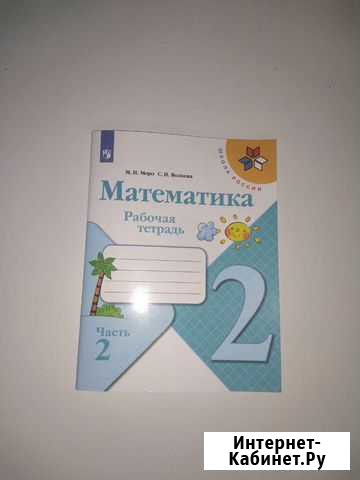 ШКОЛА РОССИИ
М. И. Моро С. И. Волкова
Математика
Рабочая
тетрадь
Часть
2
2
Интернет-
Кабинет.Ру